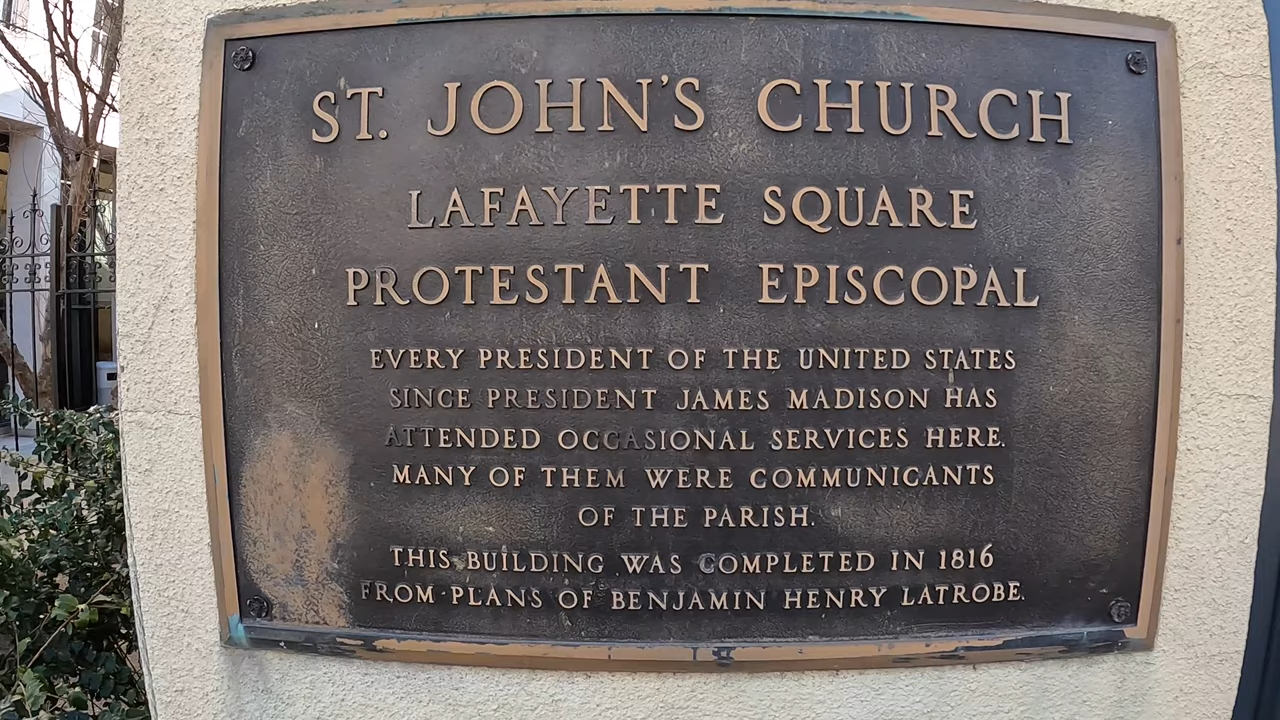 ST. JOHN'S CHURCH
LAFAYETTE SQUARE
PROTESTANT EPISCOPAL
EVERY PRESIDENT OF THE UNITED STATES
SINCE PRESIDENT JAMES MADISON HAS
ATTENDED OCCASIONAL SERVICES HERE.
MANY OF THEM WERE COMMUNICANTS
OF THE PARISH.
THIS BUILDING WAS COMPLETED IN 1816
FROM PLANS OF BENJAMIN HENRY LATROBE.